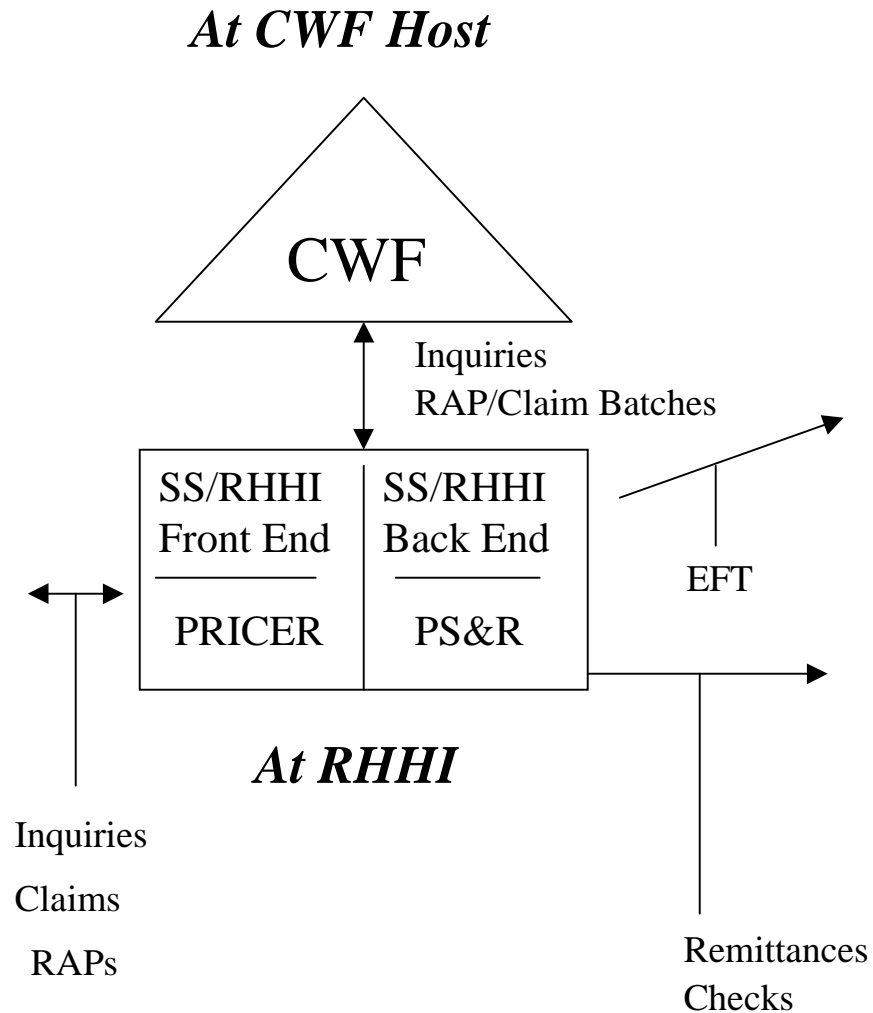 At CWF Host
CWF
Inquiries
RAP/Claim Batches
SS/RHHI
Front End
PRICER
SS/RHHI
Back End
PS&R
EFT
At RHHI
Inquiries
Claims
RAPs
Remittances
Checks